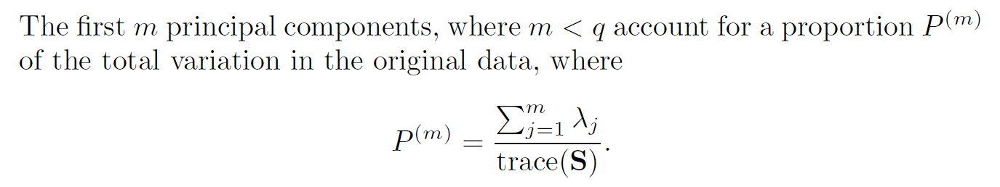 The first m principal components, where m < q account for a proportion P^{(m)}
of the total variation in the original data, where
P^{(m)} = \frac{\sum_{j=1}^{m} \lambda_j}{\text{trace}(\mathbf{S})}.